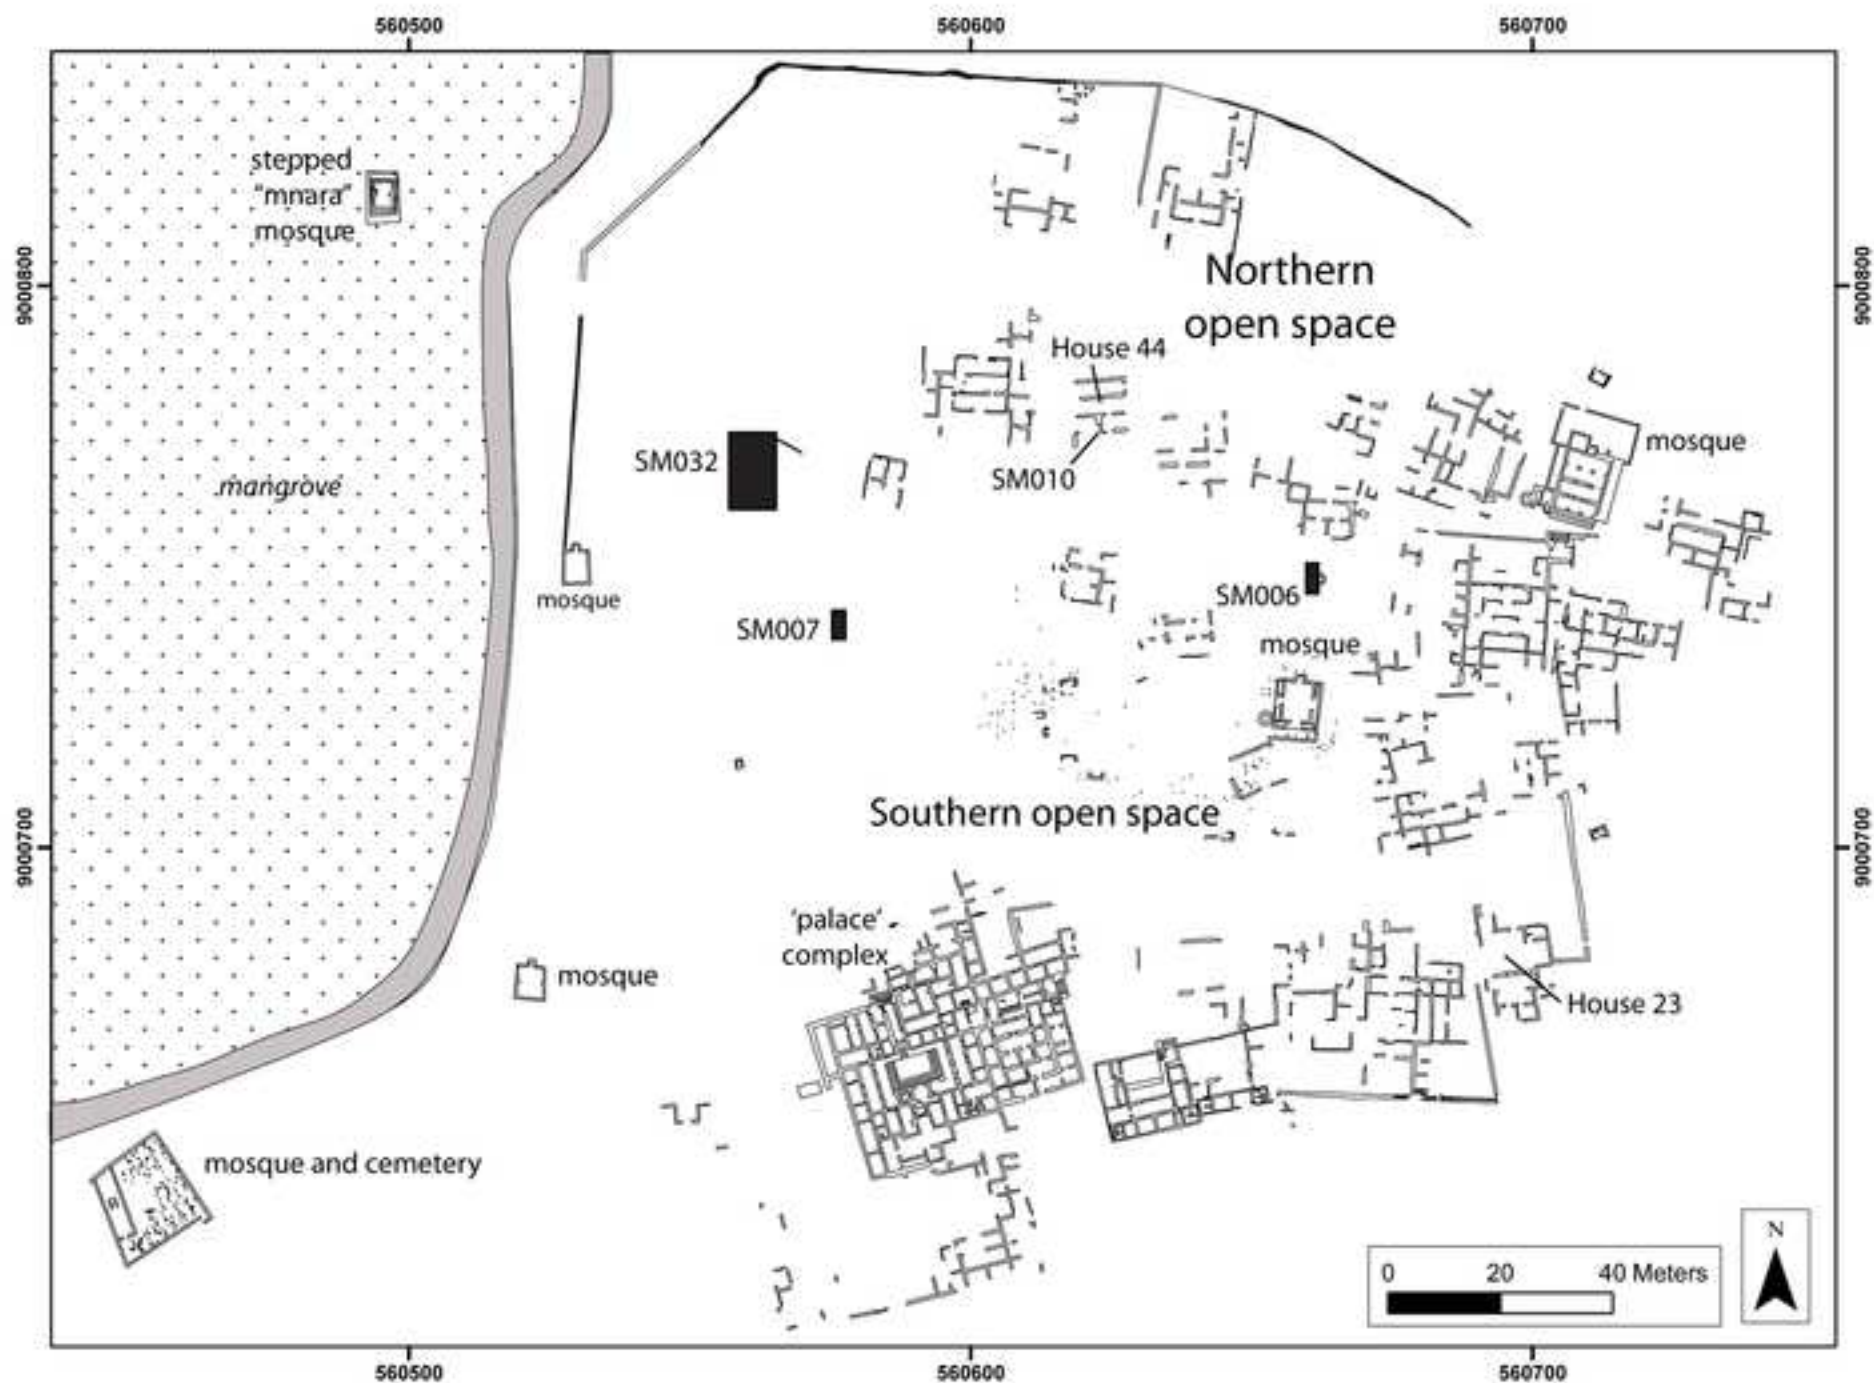 560500
560600
560700
stepped
"mnara"
mosque
Northern
open space
9000800
9000800
House 44
mosque
SM032
SM010
mangrove
mosque
SM006
SM007
mosque
Southern open space
9000700
9000700
'palace'
complex
mosque
House 23
mosque and cemetery
N
0 20 40 Meters
560500
560600
560700